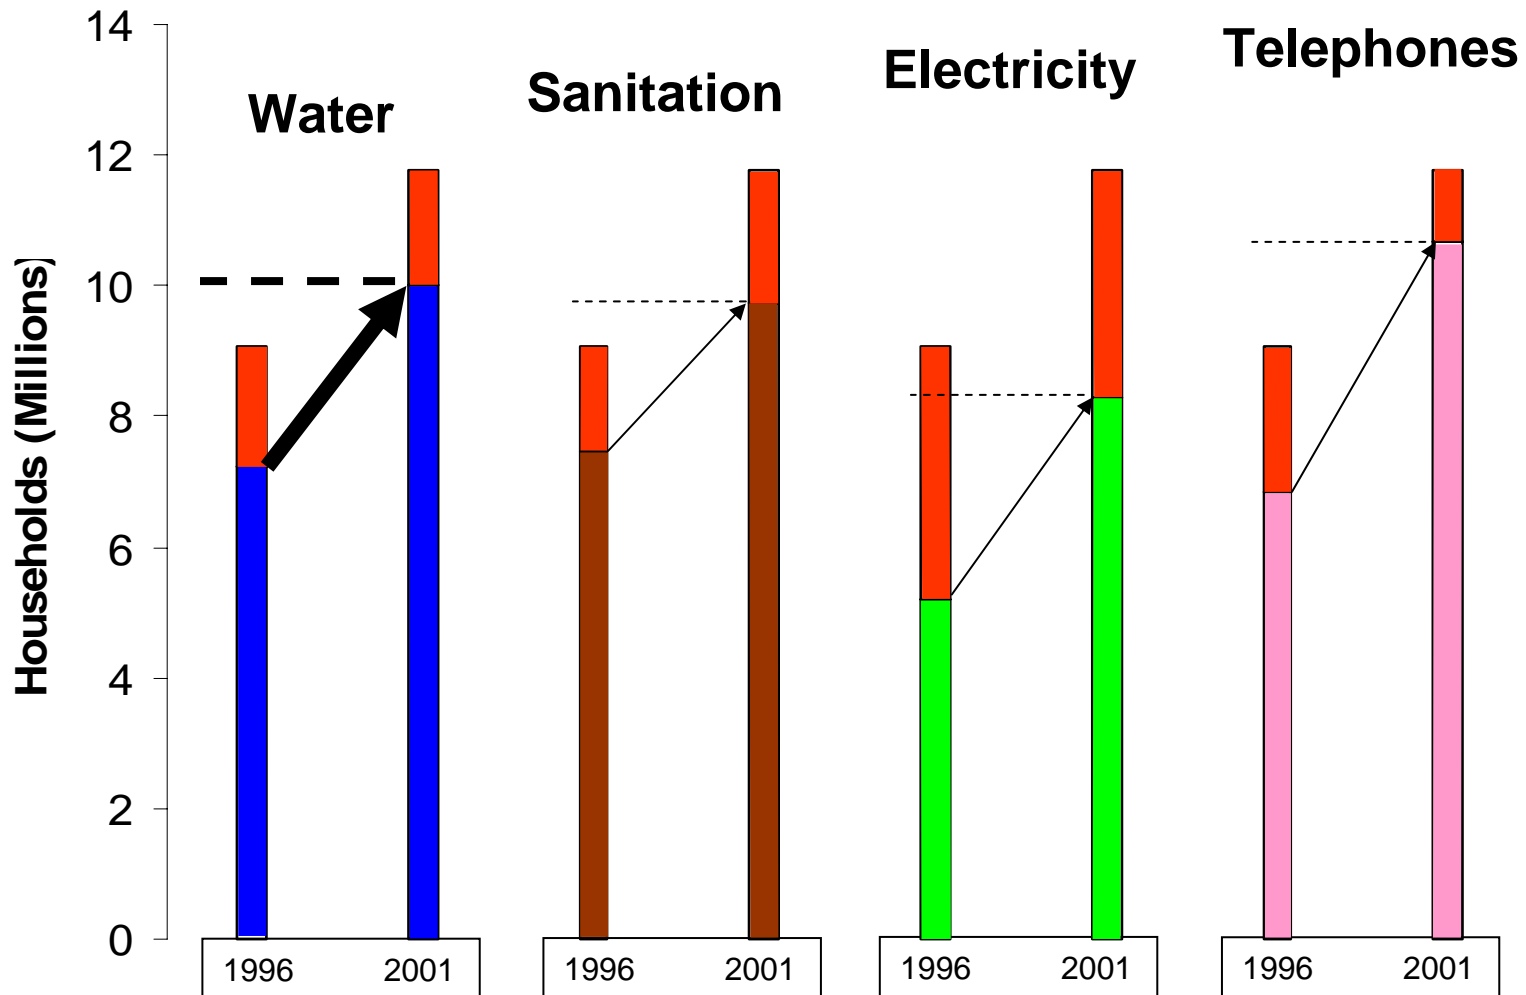 Water
Sanitation
Electricity
Telephones
Households (Millions)
14
12
10
8
6
4
2
0
1996 2001
1996 2001
1996 2001
1996 2001